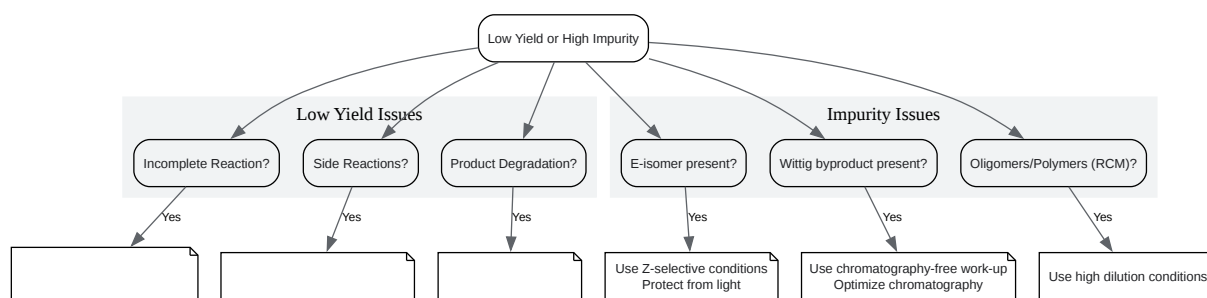 Low Yield or High Impurity
Low Yield Issues
Impurity Issues
Incomplete Reaction?
Side Reactions?
Product Degradation?
E-isomer present?
Wittig byproduct present?
Oligomers/Polymers (RCM)?
Yes
Yes
Yes
Yes
Yes
Yes
Use Z-selective conditions
Protect from light
Use chromatography-free work-up
Optimize chromatography
Use high dilution conditions